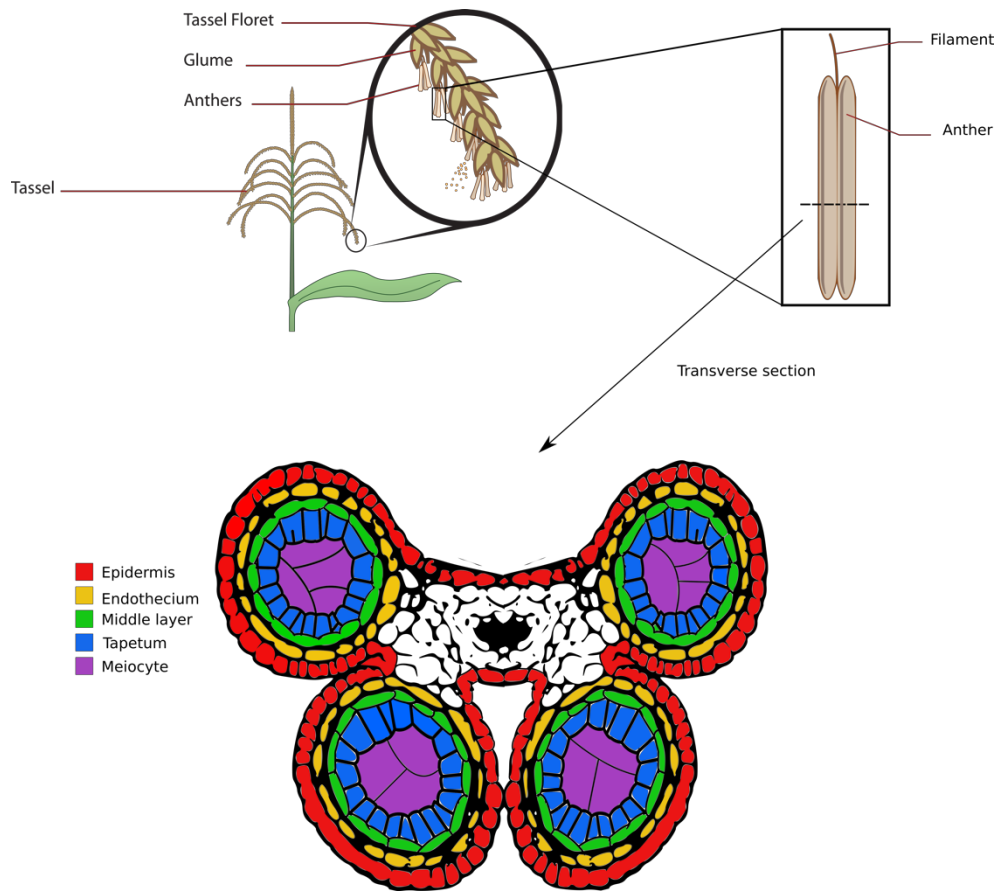 Tassel Floret
Glume
Anthers
Tassel
Filament
Anther
Transverse section
Epidermis
Endothecium
Middle layer
Tapetum
Meiocyte